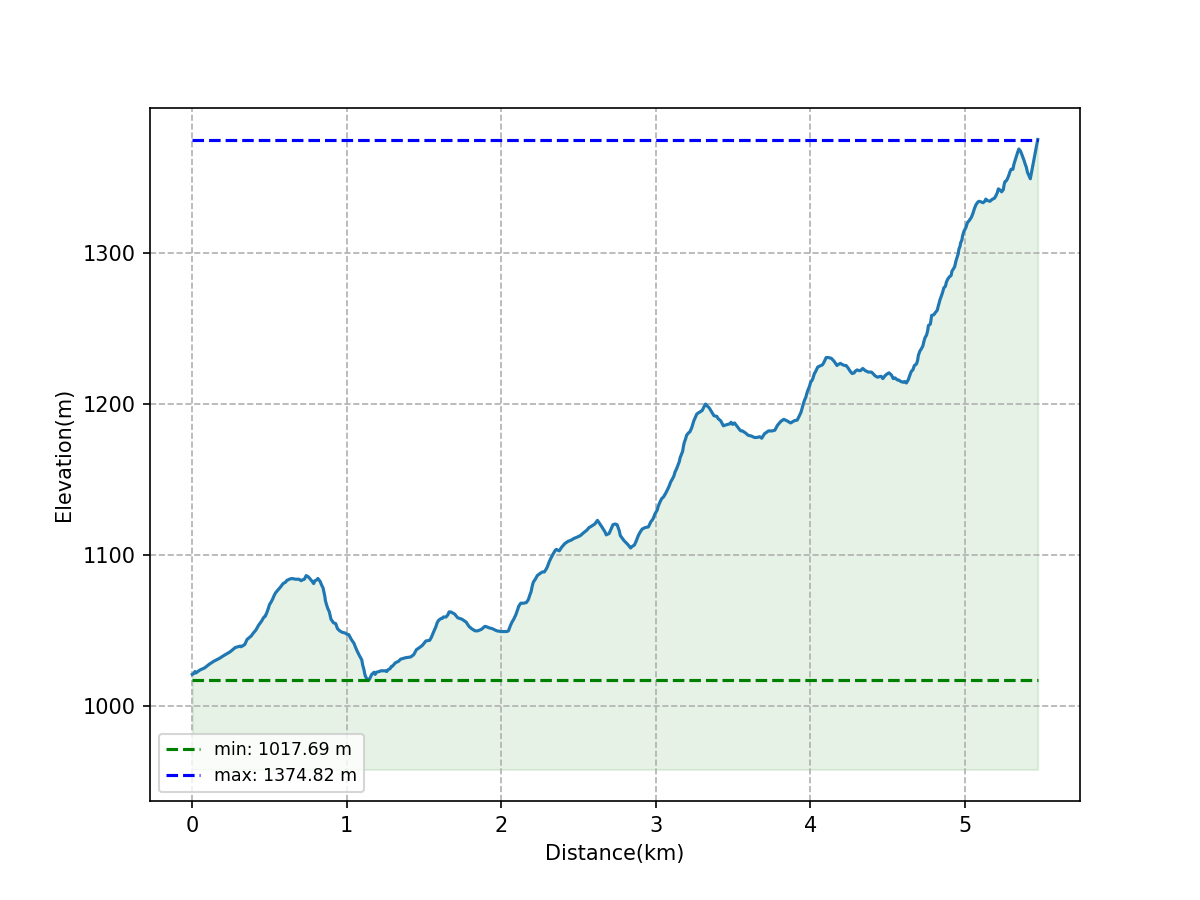 Elevation(m)
1300
1200
1100
1000
min: 1017.69 m
max: 1374.82 m
0 1 2 3 4 5
Distance(km)